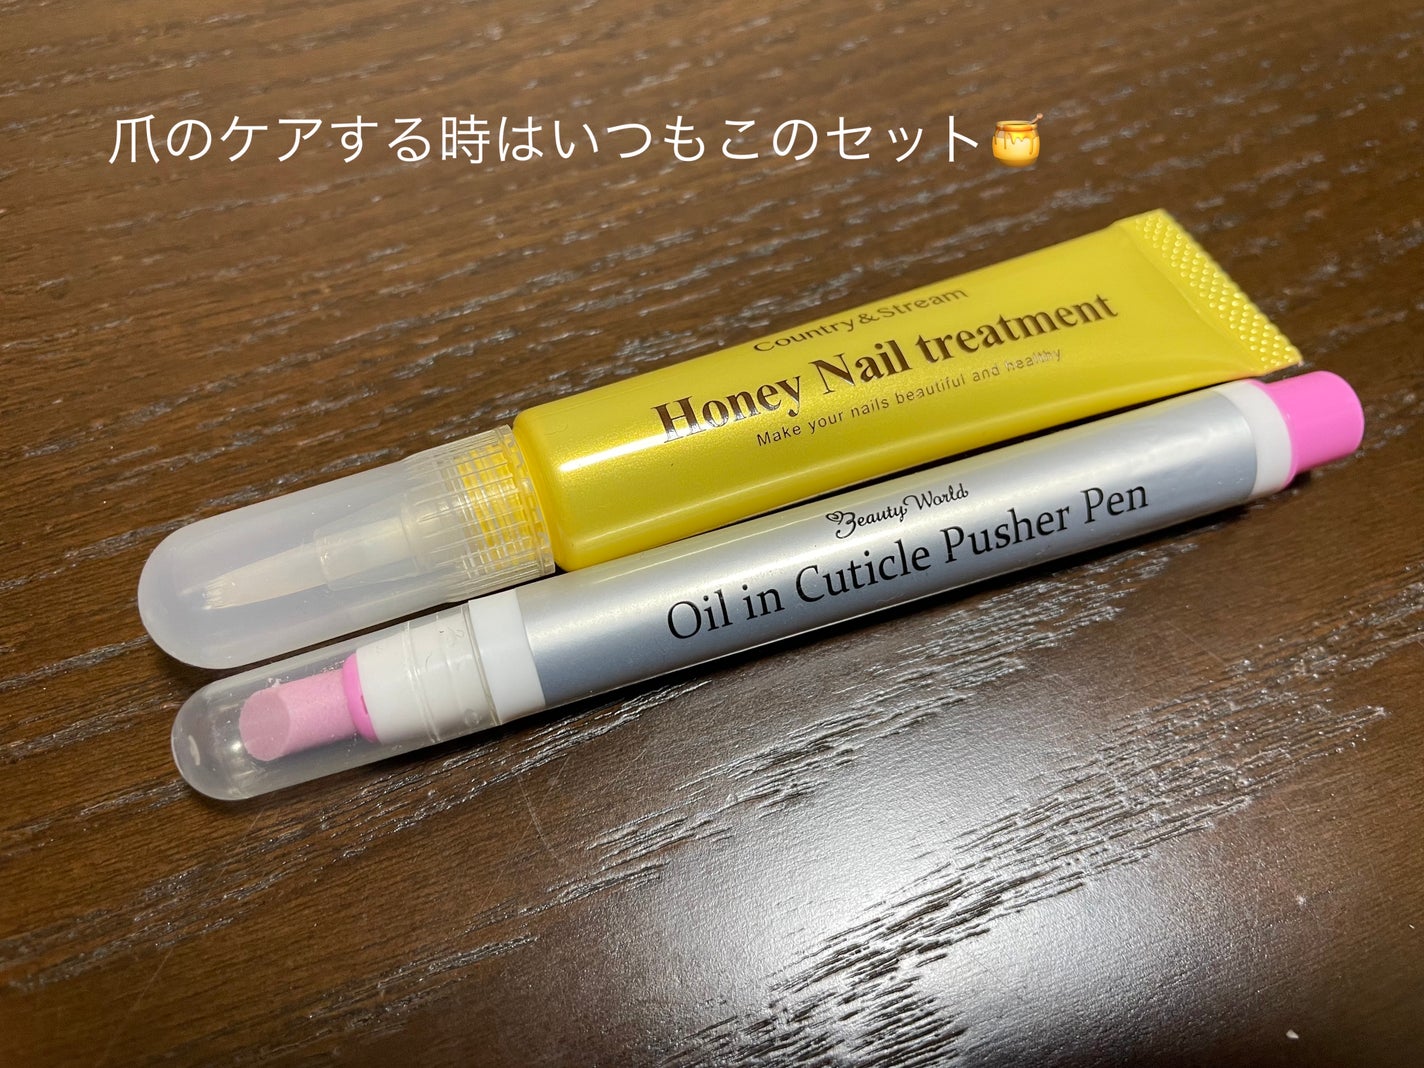 爪のケアする時はいつもこのセット🍯
Country&Stream
Honey Nail treatment
Make your nails beautiful and healthy
Beauty World
Oil in Cuticle Pusher Pen